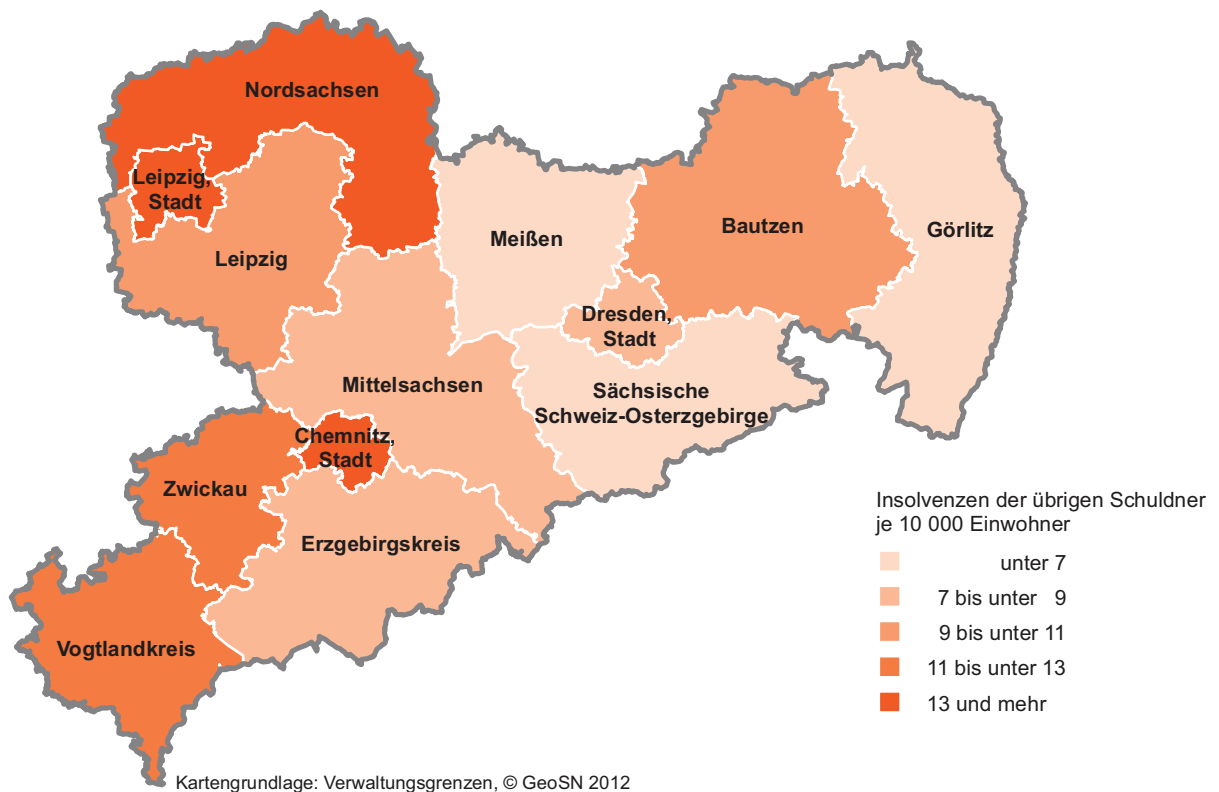 Nordsachsen
Leipzig,
Stadt
Leipzig
Meißen
Bautzen
Görlitz
Dresden,
Stadt
Mittelsachsen
Sächsische
Schweiz-Osterzgebirge
Chemnitz,
Stadt
Zwickau
Erzgebirgskreis
Vogtlandkreis
Insolvenzen der übrigen Schuldner
je 10 000 Einwohner
unter 7
7 bis unter 9
9 bis unter 11
11 bis unter 13
13 und mehr
Kartengrundlage: Verwaltungsgrenzen, © GeoSN 2012